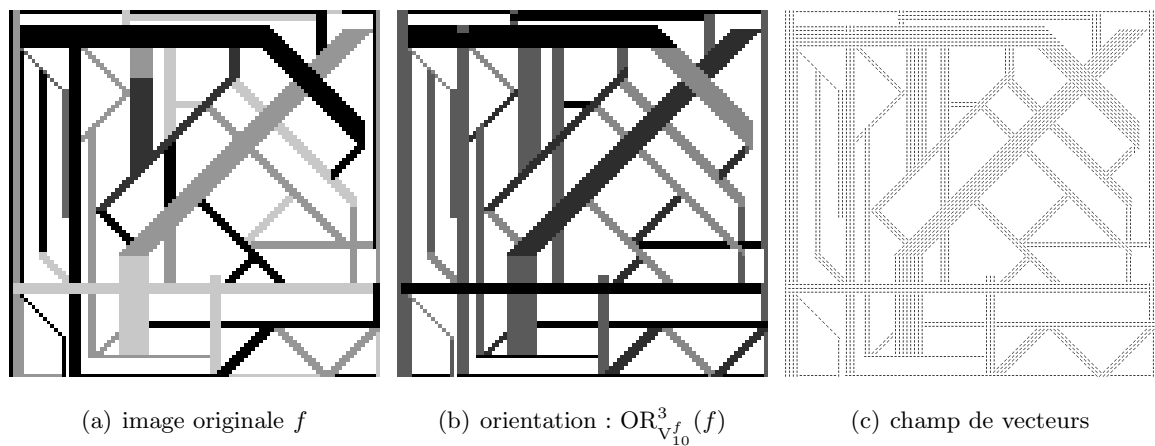 (a) image originale f
(b) orientation : OR³_{V^f_{10}}(f)
(c) champ de vecteurs